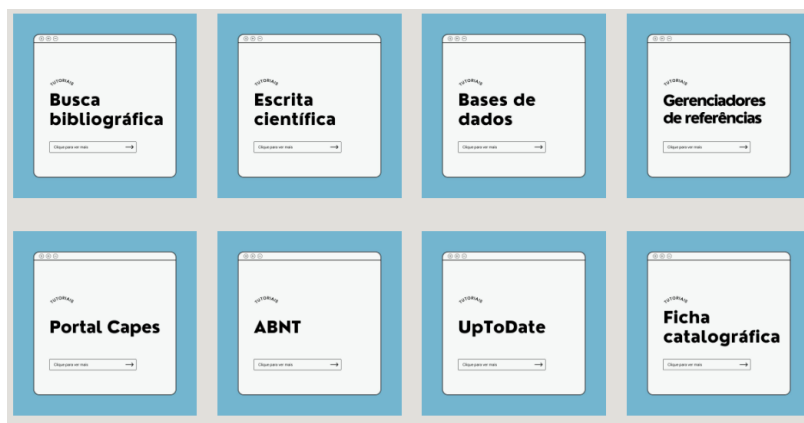 TUTORIAIS
Busca
bibliográfica
Clique para ver mais
TUTORIAIS
Escrita
científica
Clique para ver mais
TUTORIAIS
Bases de
dados
Clique para ver mais
TUTORIAIS
Gerenciadores
de referências
Clique para ver mais
TUTORIAIS
Portal Capes
Clique para ver mais
TUTORIAIS
ABNT
Clique para ver mais
TUTORIAIS
UpToDate
Clique para ver mais
TUTORIAIS
Ficha
catalográfica
Clique para ver mais